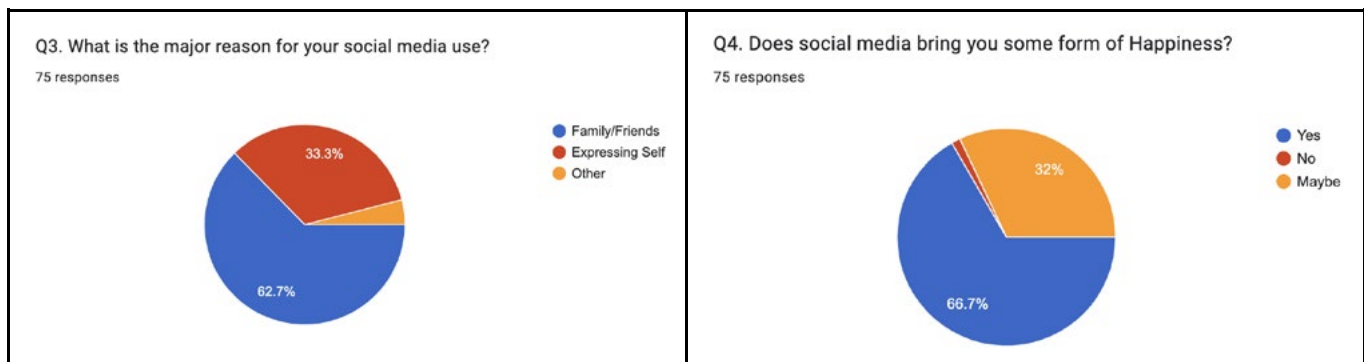 Q3. What is the major reason for your social media use?
75 responses
33.3%
62.7%
Family/Friends
Expressing Self
Other
Q4. Does social media bring you some form of Happiness?
75 responses
32%
66.7%
Yes
No
Maybe